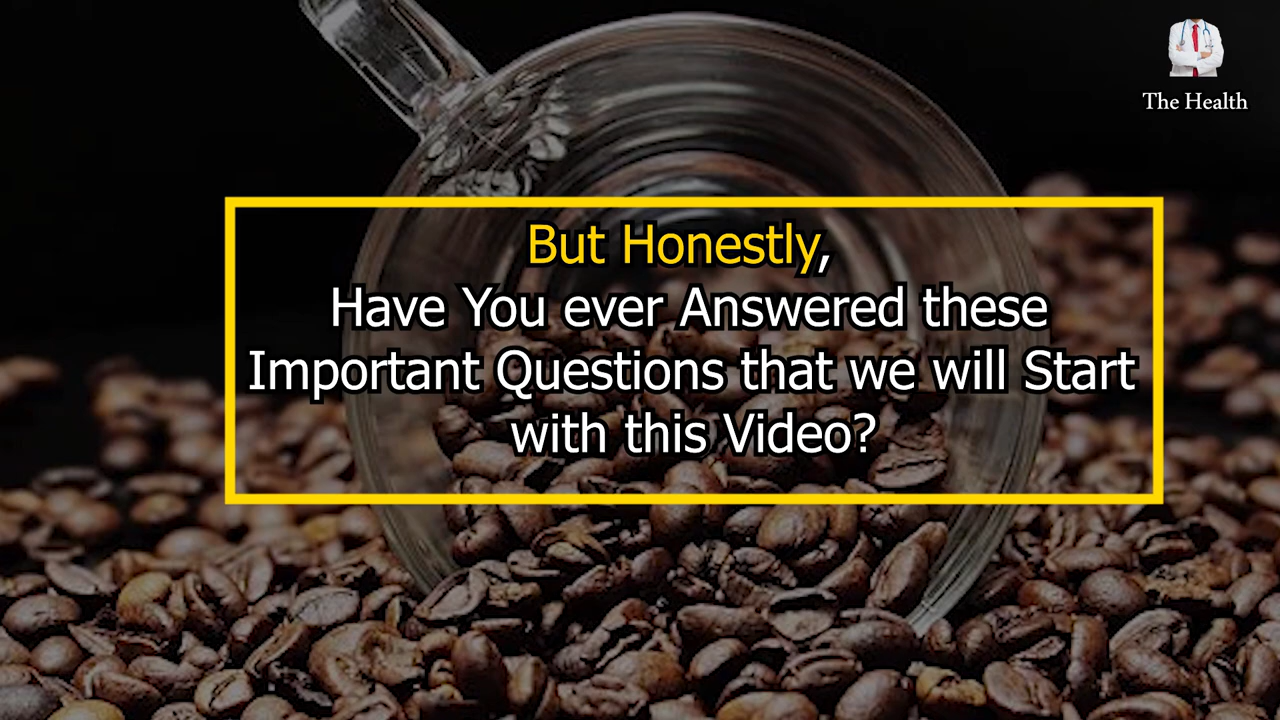 The Health
But Honestly,
Have You ever Answered these
Important Questions that we will Start
with this Video?